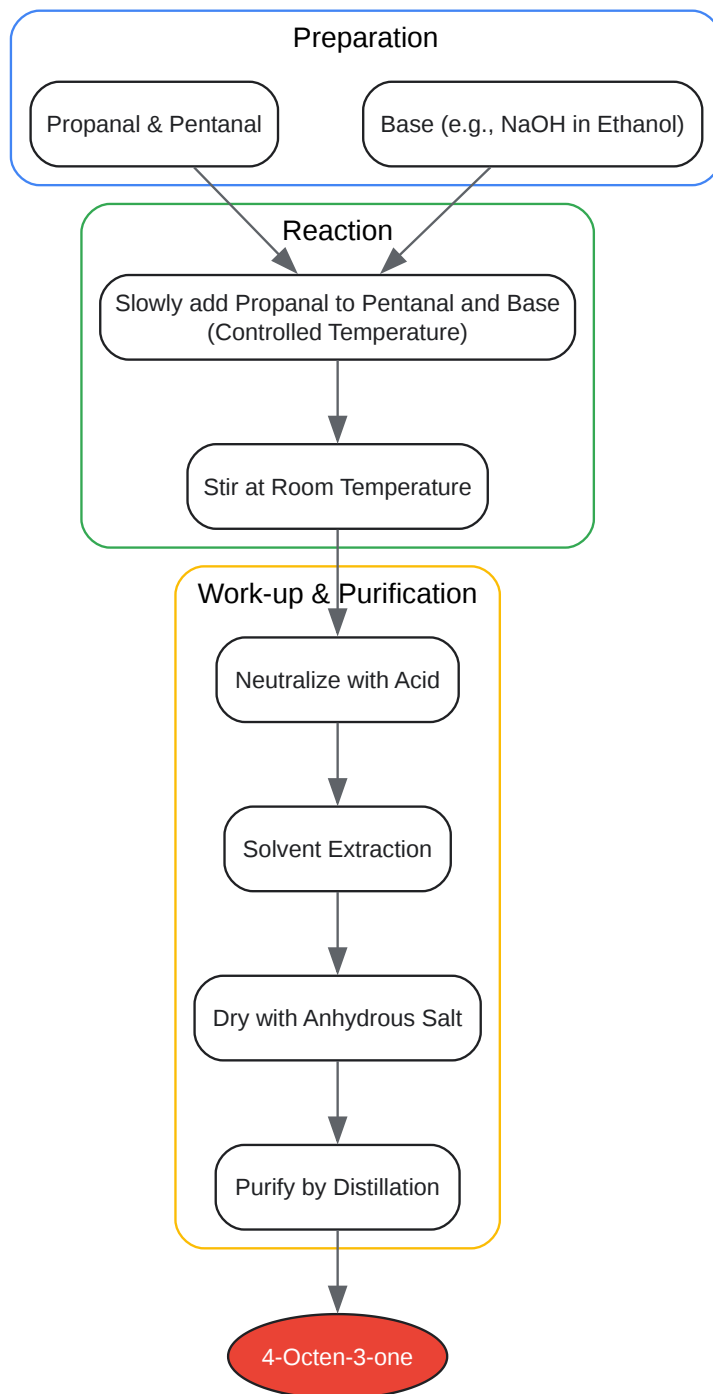 Preparation
Propanal & Pentanal
Base (e.g., NaOH in Ethanol)
Reaction
Slowly add Propanal to Pentanal and Base
(Controlled Temperature)
Stir at Room Temperature
Work-up & Purification
Neutralize with Acid
Solvent Extraction
Dry with Anhydrous Salt
Purify by Distillation
4-Octen-3-one